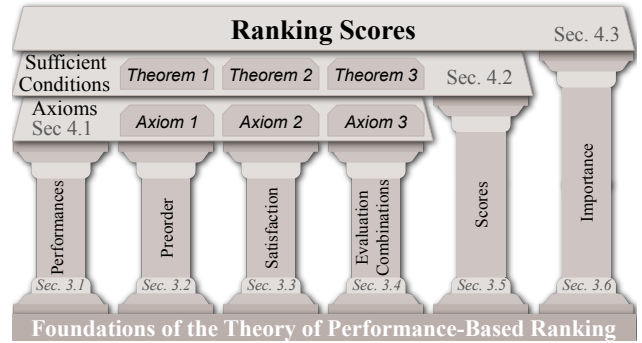 Ranking Scores
Sec. 4.3
Sufficient
Conditions
Theorem 1
Theorem 2
Theorem 3
Sec. 4.2
Axioms
Sec 4.1
Axiom 1
Axiom 2
Axiom 3
Performances
Preorder
Satisfaction
Evaluation
Combinations
Scores
Importance
Sec. 3.1
Sec. 3.2
Sec. 3.3
Sec. 3.4
Sec. 3.5
Sec. 3.6
Foundations of the Theory of Performance-Based Ranking